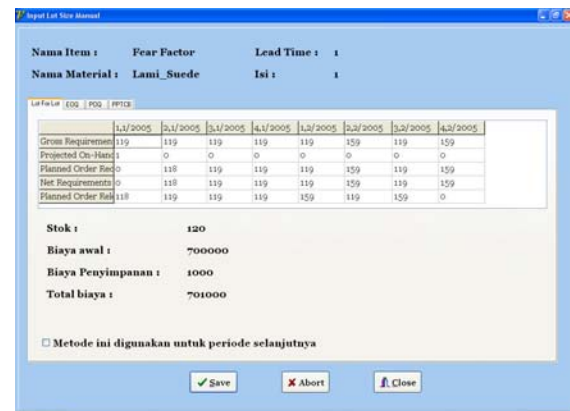 Input Lot Size Manual
Nama Item : Fear Factor Lead Time : 1
Nama Material : Lami_Suede Isi : 1
Lot For Lot EOQ POQ PPTCB
1,1/2005 2,1/2005 3,1/2005 4,1/2005 1,2/2005 2,2/2005 3,2/2005 4,2/2005
Gross Requiremen 119 119 119 119 119 159 119 159
Projected On-Hand 1 0 0 0 0 0 0 0
Planned Order Rec 0 118 119 119 119 159 119 159
Net Requirements 0 118 119 119 119 159 119 159
Planned Order Rele 118 119 119 119 159 119 159 0
Stok : 120
Biaya awal : 700000
Biaya Penyimpanan : 1000
Total biaya : 701000
Metode ini digunakan untuk periode selanjutnya
Save Abort Close